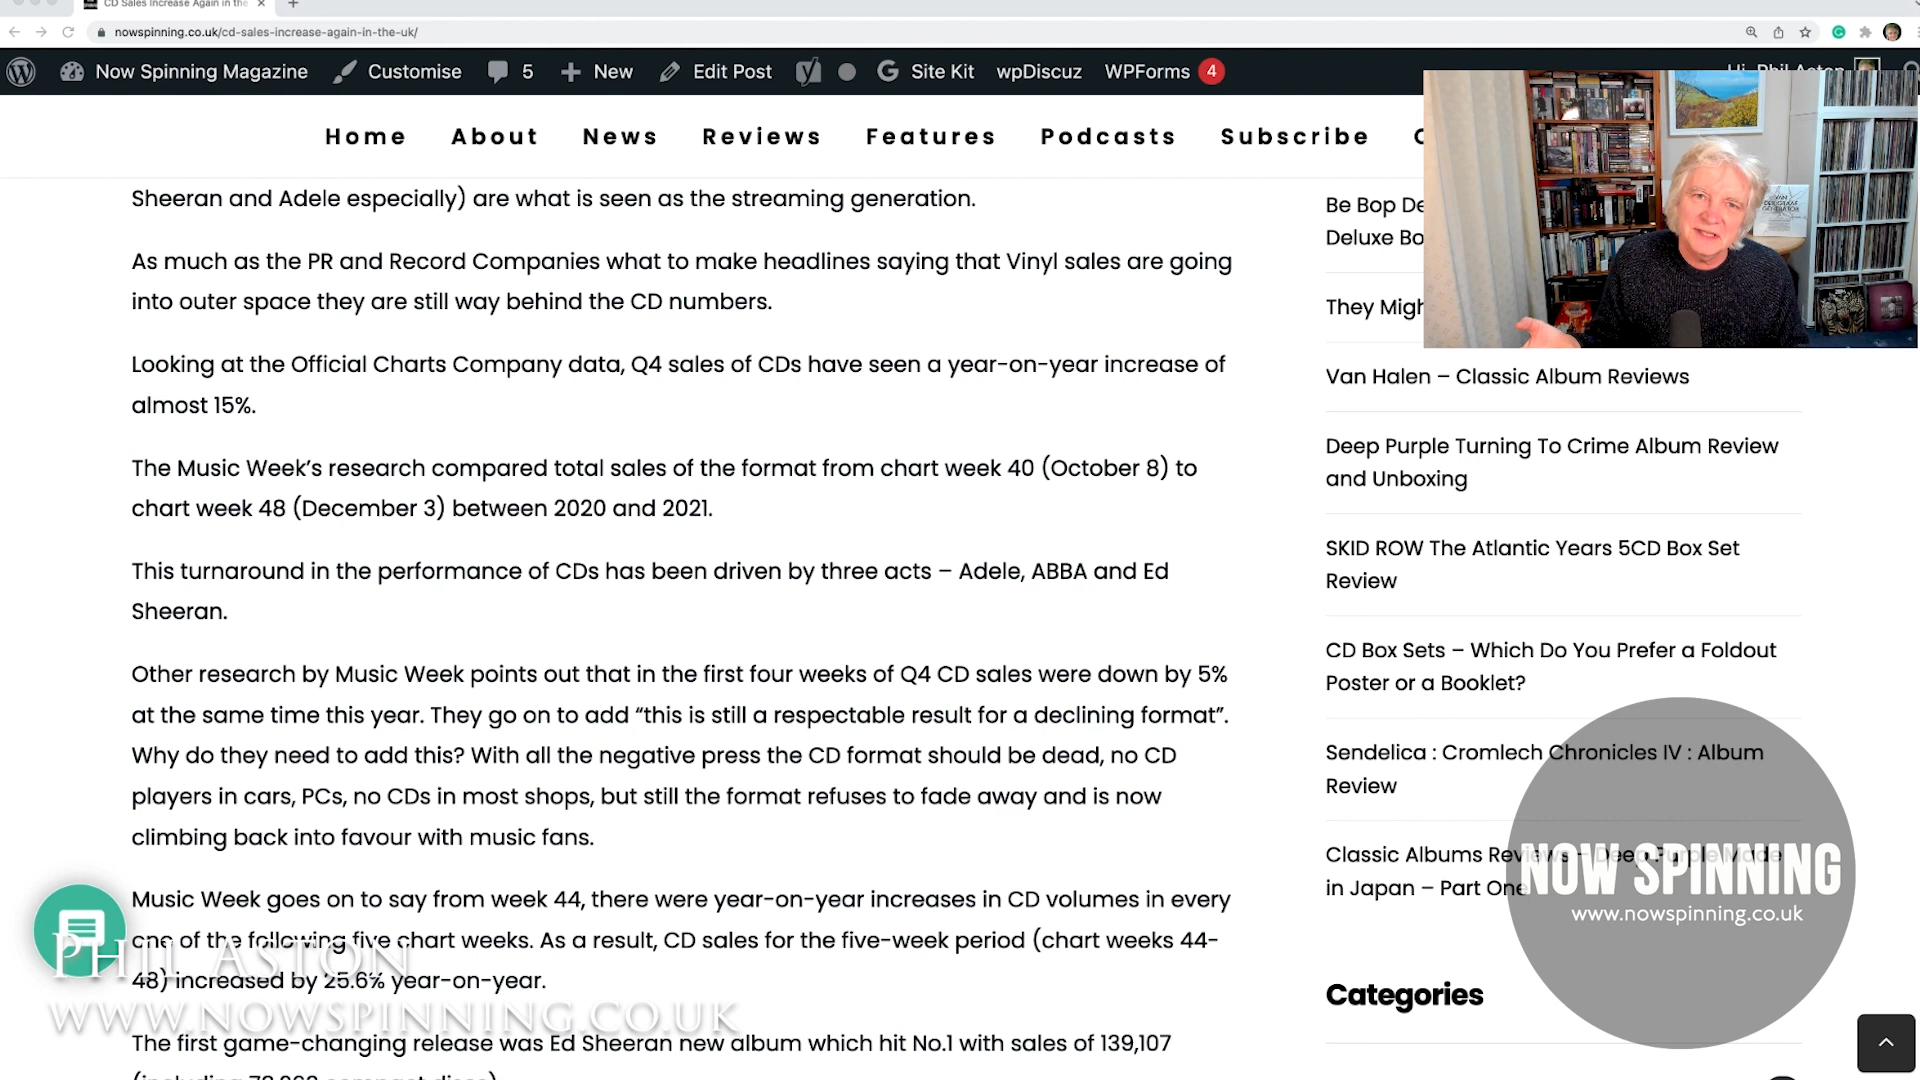 CD Sales Increase Again in the
nowspinning.co.uk/cd-sales-increase-again-in-the-uk/
Now Spinning Magazine Customise 5 New Edit Post Site Kit wpDiscuz WPForms 4
Hi, Phil Aston
Home About News Reviews Features Podcasts Subscribe
Sheeran and Adele especially) are what is seen as the streaming generation.
As much as the PR and Record Companies what to make headlines saying that Vinyl sales are going
into outer space they are still way behind the CD numbers.
Looking at the Official Charts Company data, Q4 sales of CDs have seen a year-on-year increase of
almost 15%.
The Music Week’s research compared total sales of the format from chart week 40 (October 8) to
chart week 48 (December 3) between 2020 and 2021.
This turnaround in the performance of CDs has been driven by three acts – Adele, ABBA and Ed
Sheeran.
Other research by Music Week points out that in the first four weeks of Q4 CD sales were down by 5%
at the same time this year. They go on to add “this is still a respectable result for a declining format”.
Why do they need to add this? With all the negative press the CD format should be dead, no CD
players in cars, PCs, no CDs in most shops, but still the format refuses to fade away and is now
climbing back into favour with music fans.
Music Week goes on to say from week 44, there were year-on-year increases in CD volumes in every
one of the following five chart weeks. As a result, CD sales for the five-week period (chart weeks 44-
48) increased by 25.6% year-on-year.
The first game-changing release was Ed Sheeran new album which hit No.1 with sales of 139,107
Be Bop De
Deluxe Bo
They Migh
Van Halen – Classic Album Reviews
Deep Purple Turning To Crime Album Review
and Unboxing
SKID ROW The Atlantic Years 5CD Box Set
Review
CD Box Sets – Which Do You Prefer a Foldout
Poster or a Booklet?
Sendelica : Cromlech Chronicles IV : Album
Review
Classic Albums Reviews – Deep Purple Made
in Japan – Part One
Categories
VAN
DER GRAAF
GENERATOR
NOW SPINNING
www.nowspinning.co.uk
PHIL ASTON
WWW.NOWSPINNING.CO.UK